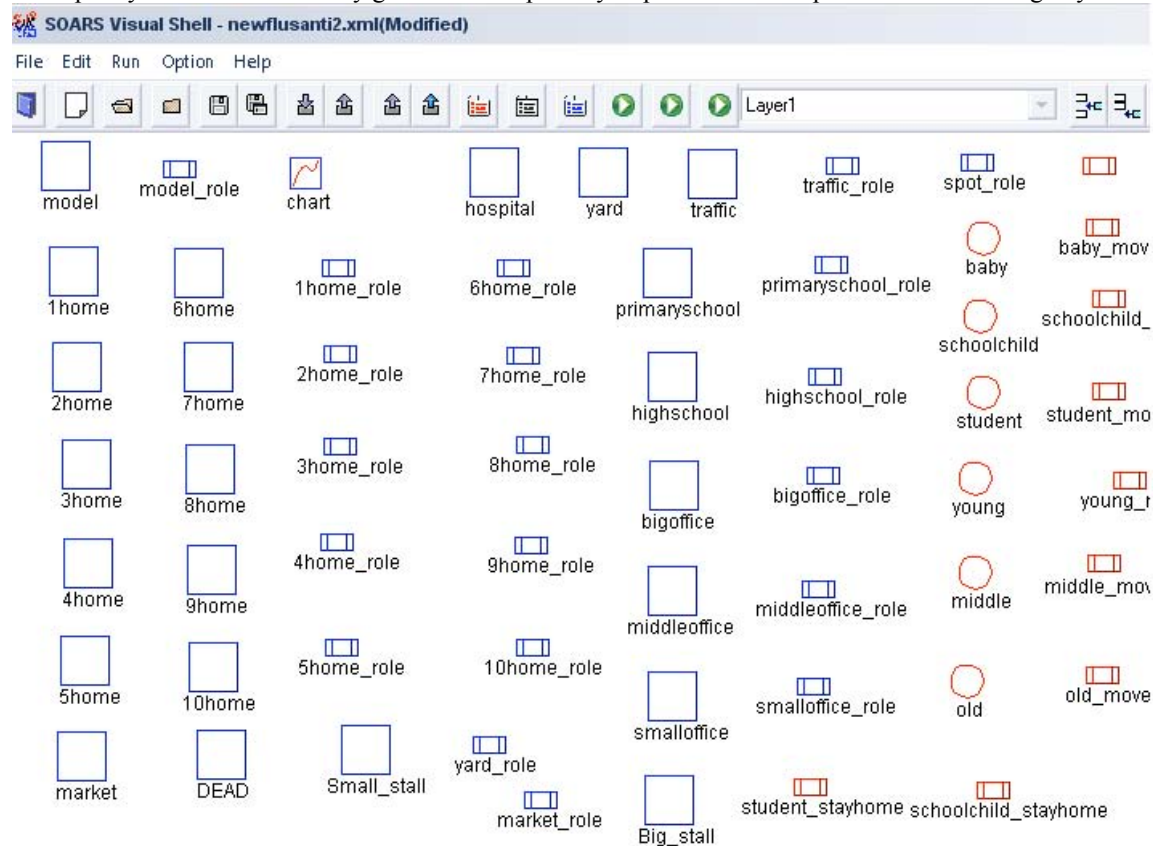 SOARS Visual Shell - newflusanti2.xml(Modified)
File Edit Run Option Help
Layer1
model model_role chart hospital yard traffic traffic_role spot_role
1home 6home 1home_role 6home_role primaryschool primaryschool_role baby baby_mov
2home 7home 2home_role 7home_role highschool highschool_role schoolchild schoolchild_
3home 8home 3home_role 8home_role bigoffice bigoffice_role student student_mo
4home 9home 4home_role 9home_role middleoffice middleoffice_role young
5home 10home 5home_role 10home_role smalloffice smalloffice_role middle middle_mov
old old_move
market DEAD Small_stall yard_role market_role Big_stall student_stayhome schoolchild_stayhome